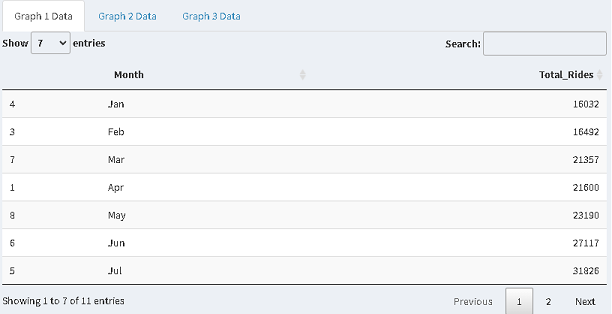 Graph 1 Data Graph 2 Data Graph 3 Data
Show 7 entries Search:
Month Total_Rides
4 Jan 16032
3 Feb 16492
7 Mar 21357
1 Apr 21600
8 May 23190
6 Jun 27117
5 Jul 31826
Showing 1 to 7 of 11 entries Previous 1 2 Next